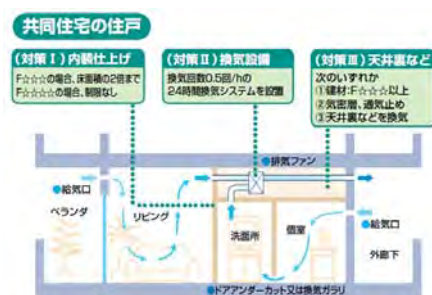 共同住宅の住戸
(対策Ⅰ)内装仕上げ
F☆☆☆の場合、床面積の2倍まで
F☆☆☆☆の場合、制限なし
(対策Ⅱ)換気設備
換気回数0.5回/hの
24時間換気システムを設置
(対策Ⅲ)天井裏など
次のいずれか
①建材:F☆☆☆以上
②気密層、通気止め
③天井裏などを換気
●排気ファン
●給気口
ベランダ
リビング
洗面所
個室
●給気口
外廊下
●ドアアンダーカット又は換気ガラリ